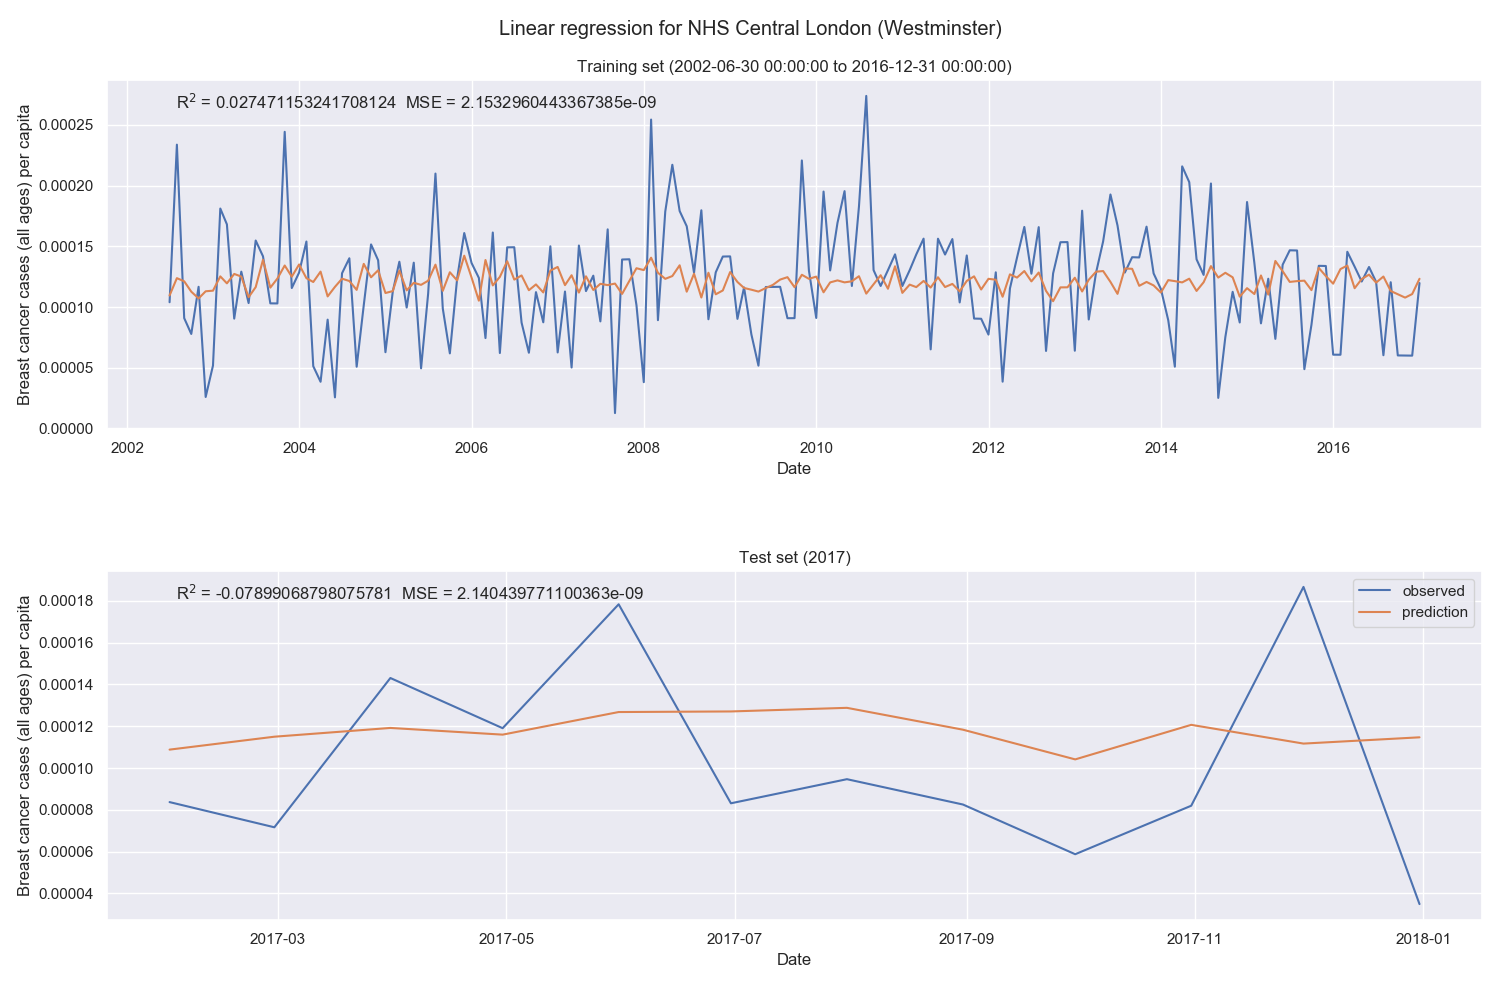 Linear regression for NHS Central London (Westminster)
Training set (2002-06-30 00:00:00 to 2016-12-31 00:00:00)
R² = 0.027471153241708124  MSE = 2.1532960443367385e-09
Breast cancer cases (all ages) per capita
0.00025
0.00020
0.00015
0.00010
0.00005
0.00000
2002 2004 2006 2008 2010 2012 2014 2016
Date
Test set (2017)
R² = -0.07899068798075781  MSE = 2.140439771100363e-09
observed
prediction
Breast cancer cases (all ages) per capita
0.00018
0.00016
0.00014
0.00012
0.00010
0.00008
0.00006
0.00004
2017-03 2017-05 2017-07 2017-09 2017-11 2018-01
Date